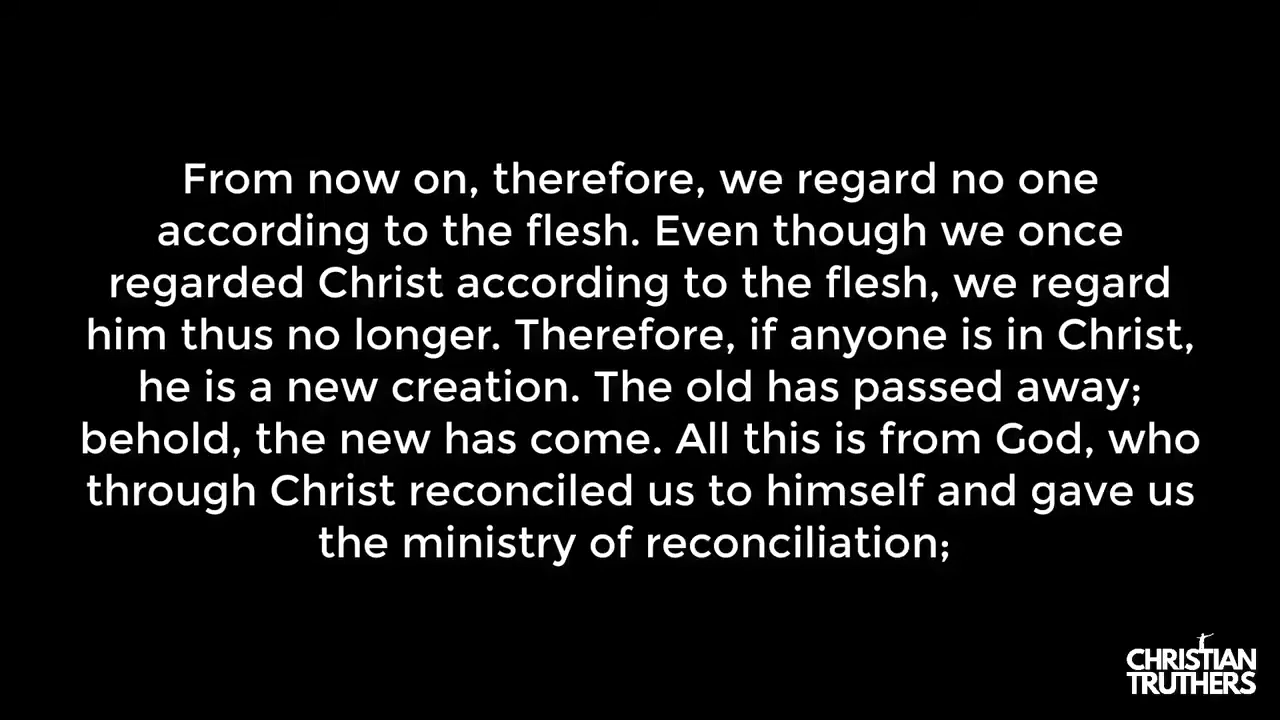 From now on, therefore, we regard no one
according to the flesh. Even though we once
regarded Christ according to the flesh, we regard
him thus no longer. Therefore, if anyone is in Christ,
he is a new creation. The old has passed away;
behold, the new has come. All this is from God, who
through Christ reconciled us to himself and gave us
the ministry of reconciliation;
CHRISTIAN
TRUTHERS